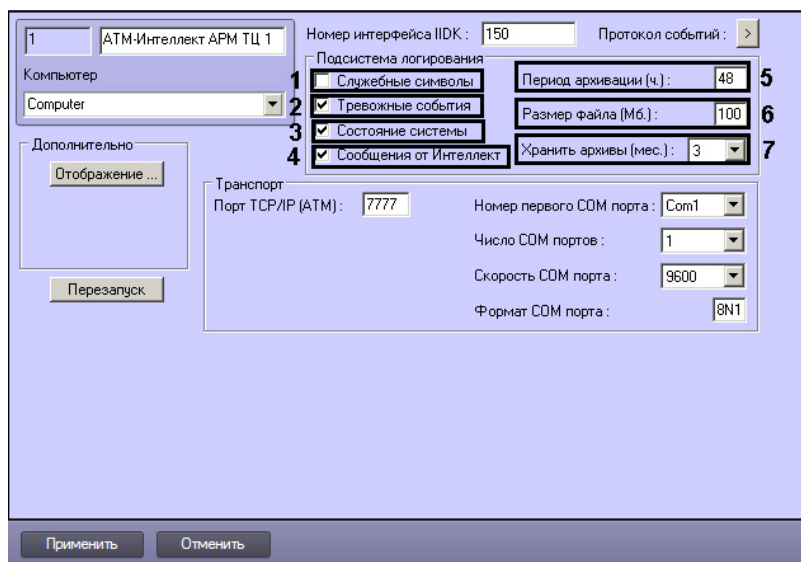 1 АТМ-Интеллект АРМ ТЦ 1
Компьютер
Computer
Номер интерфейса IIDK : 150
Протокол событий : >
Подсистема логирования
1 Служебные символы
2 Тревожные события
3 Состояние системы
4 Сообщения от Интеллект
Период архивации (ч.) : 48 5
Размер файла (Мб.) : 100 6
Хранить архивы (мес.) : 3 7
Дополнительно
Отображение ...
Перезапуск
Транспорт
Порт TCP/IP (ATM) : 7777
Номер первого COM порта : Com1
Число COM портов : 1
Скорость COM порта : 9600
Формат COM порта : 8N1
Применить Отменить